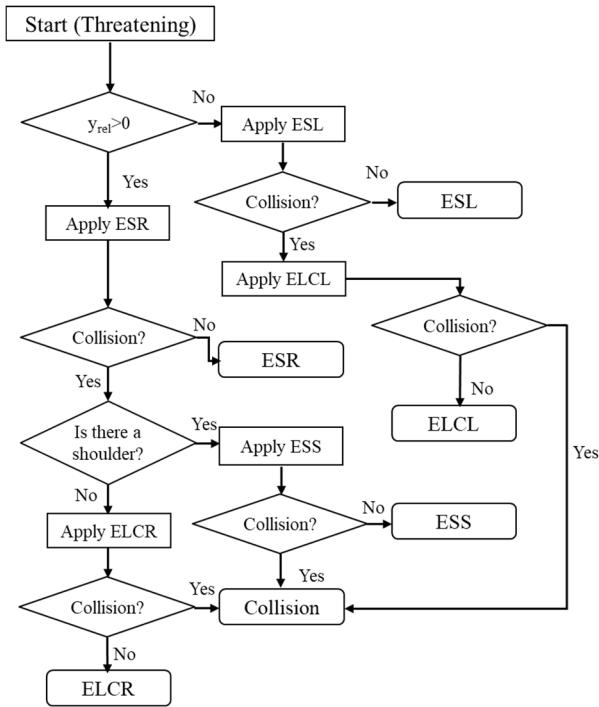 Start (Threatening)
No
y_rel>0
Apply ESL
Yes
No
Collision?
ESL
Apply ESR
Yes
Apply ELCL
No
Collision?
Collision?
ESR
Yes
No
ELCL
Is there a
shoulder?
Yes
Apply ESS
Yes
No
No
Apply ELCR
Collision?
ESS
Yes
Yes
Collision?
Collision
No
ELCR